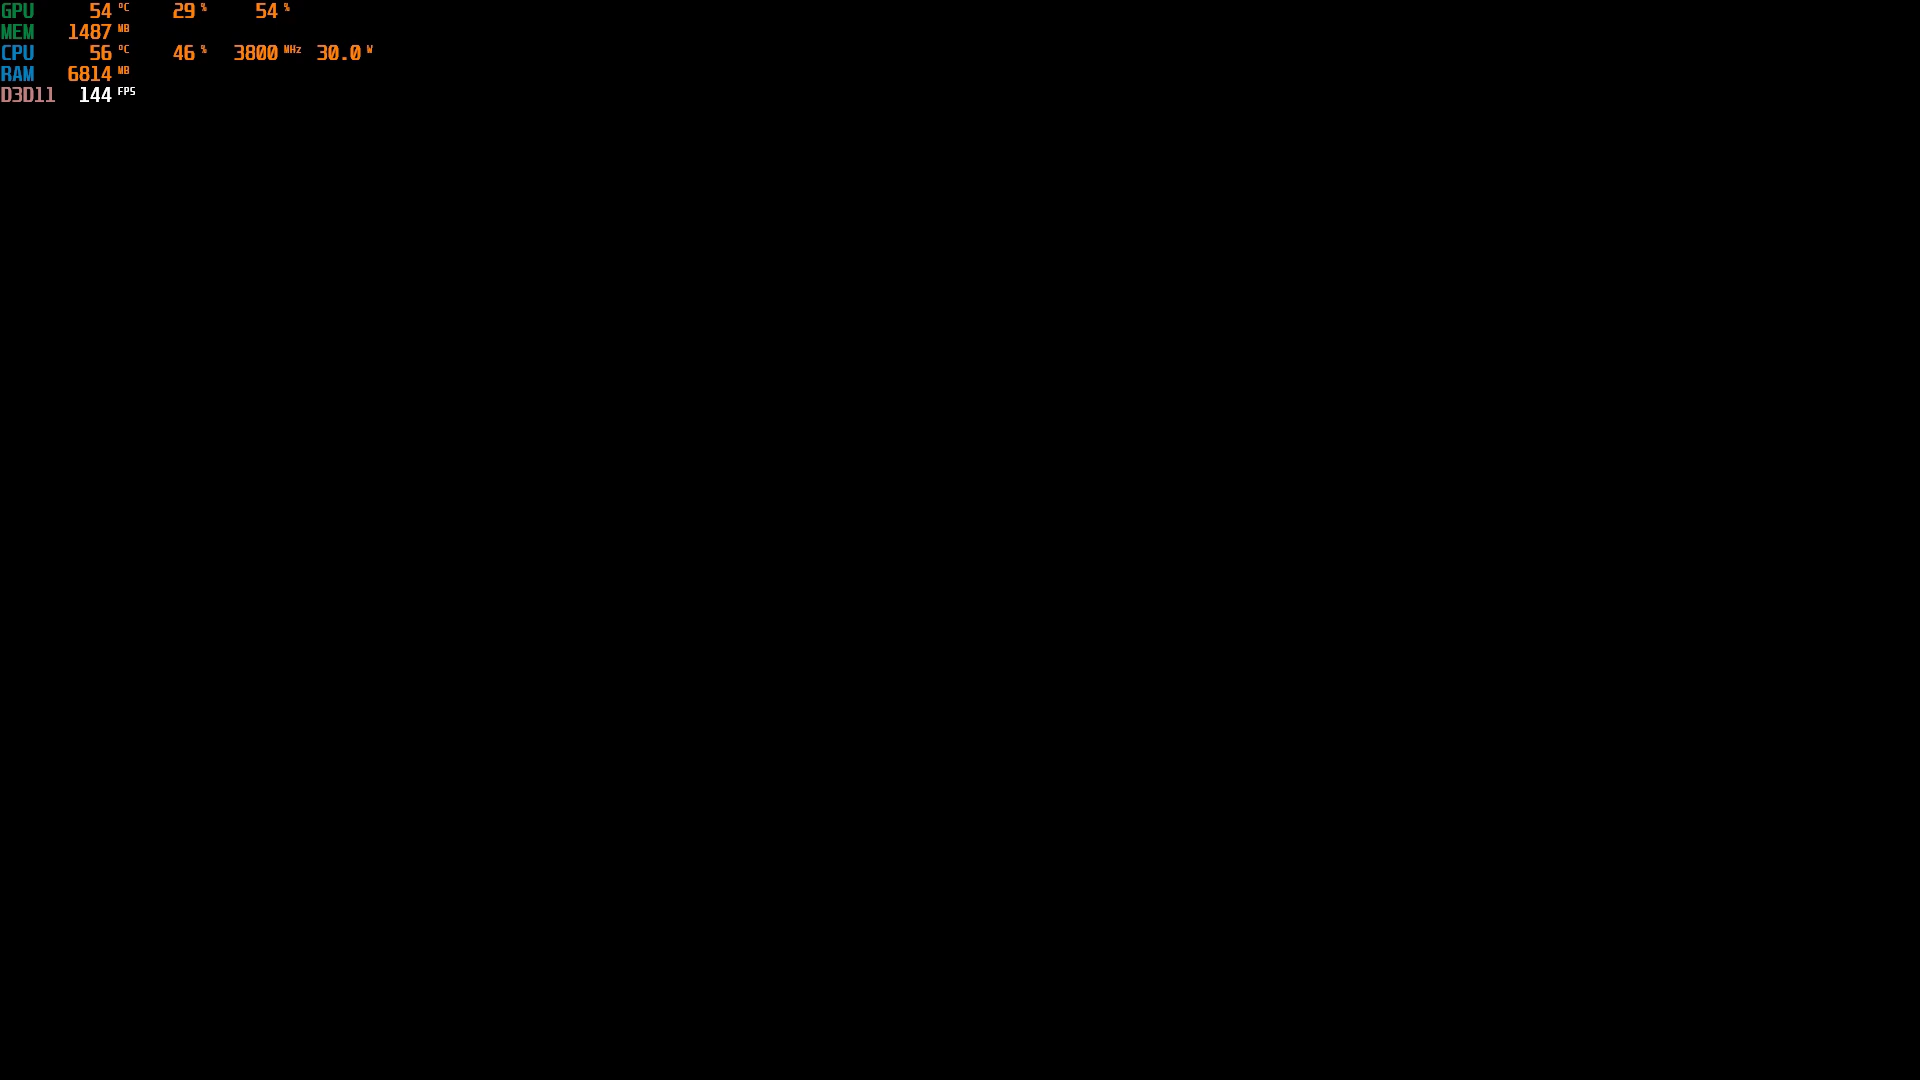 GPU 54 °C 29 % 54 %
MEM 1487 MB
CPU 56 °C 46 % 3800 MHz 30.0 W
RAM 6814 MB
D3D11 144 FPS